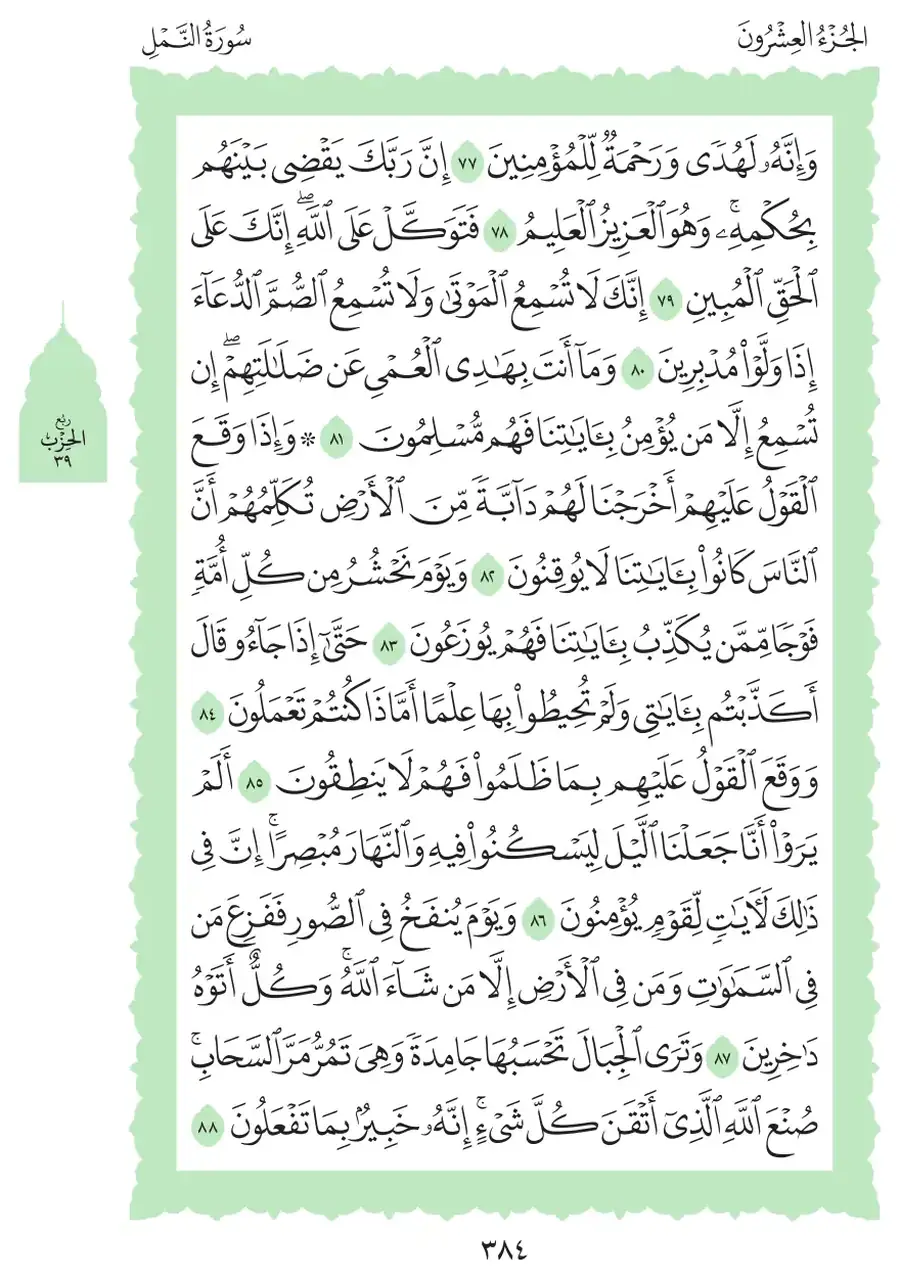 الجُزْءُ العِشْرُونَ
سُورَةُ النَّمْلِ
وَإِنَّهُۥ لَهُدٗى وَرَحۡمَةٞ لِّلۡمُؤۡمِنِينَ ٧٧ إِنَّ رَبَّكَ يَقۡضِي بَيۡنَهُم
بِحُكۡمِهِۦۚ وَهُوَ ٱلۡعَزِيزُ ٱلۡعَلِيمُ ٧٨ فَتَوَكَّلۡ عَلَى ٱللَّهِۖ إِنَّكَ عَلَى
ٱلۡحَقِّ ٱلۡمُبِينِ ٧٩ إِنَّكَ لَا تُسۡمِعُ ٱلۡمَوۡتَىٰ وَلَا تُسۡمِعُ ٱلصُّمَّ ٱلدُّعَآءَ
إِذَا وَلَّوۡاْ مُدۡبِرِينَ ٨٠ وَمَآ أَنتَ بِهَٰدِي ٱلۡعُمۡيِ عَن ضَلَٰلَتِهِمۡۖ إِن
تُسۡمِعُ إِلَّا مَن يُؤۡمِنُ بِـَٔايَٰتِنَا فَهُم مُّسۡلِمُونَ ٨١ * وَإِذَا وَقَعَ
ٱلۡقَوۡلُ عَلَيۡهِمۡ أَخۡرَجۡنَا لَهُمۡ دَآبَّةٗ مِّنَ ٱلۡأَرۡضِ تُكَلِّمُهُمۡ أَنَّ
ٱلنَّاسَ كَانُواْ بِـَٔايَٰتِنَا لَا يُوقِنُونَ ٨٢ وَيَوۡمَ نَحۡشُرُ مِن كُلِّ أُمَّةٖ
فَوۡجٗا مِّمَّن يُكَذِّبُ بِـَٔايَٰتِنَا فَهُمۡ يُوزَعُونَ ٨٣ حَتَّىٰٓ إِذَا جَآءُو قَالَ
أَكَذَّبۡتُم بِـَٔايَٰتِي وَلَمۡ تُحِيطُواْ بِهَا عِلۡمًا أَمَّاذَا كُنتُمۡ تَعۡمَلُونَ ٨٤
وَوَقَعَ ٱلۡقَوۡلُ عَلَيۡهِم بِمَا ظَلَمُواْ فَهُمۡ لَا يَنطِقُونَ ٨٥ أَلَمۡ
يَرَوۡاْ أَنَّا جَعَلۡنَا ٱلَّيۡلَ لِيَسۡكُنُواْ فِيهِ وَٱلنَّهَارَ مُبۡصِرًاۚ إِنَّ فِي
ذَٰلِكَ لَأٓيَٰتٖ لِّقَوۡمٖ يُؤۡمِنُونَ ٨٦ وَيَوۡمَ يُنفَخُ فِي ٱلصُّورِ فَفَزِعَ مَن
فِي ٱلسَّمَٰوَٰتِ وَمَن فِي ٱلۡأَرۡضِ إِلَّا مَن شَآءَ ٱللَّهُۚ وَكُلٌّ أَتَوۡهُ
دَٰخِرِينَ ٨٧ وَتَرَى ٱلۡجِبَالَ تَحۡسَبُهَا جَامِدَةٗ وَهِيَ تَمُرُّ مَرَّ ٱلسَّحَابِۚ
صُنۡعَ ٱللَّهِ ٱلَّذِيٓ أَتۡقَنَ كُلَّ شَيۡءٍۚ إِنَّهُۥ خَبِيرُۢ بِمَا تَفۡعَلُونَ ٨٨
رُبْعُ
الحِزْب
٣٩
٣٨٤